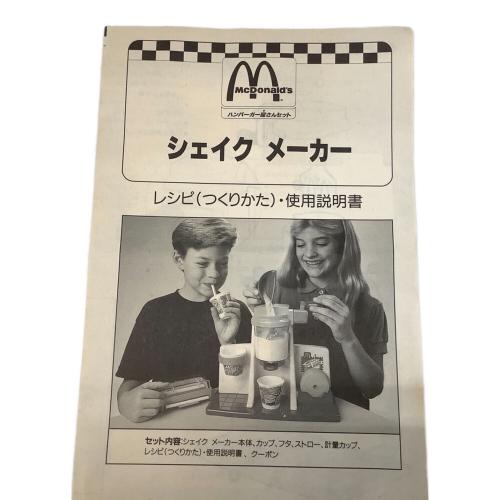 McDonald's
ハンバーガー屋さんセット
シェイク メーカー
レシピ(つくりかた)・使用説明書
セット内容:シェイク メーカー本体、カップ、フタ、ストロー、計量カップ、
レシピ(つくりかた)・使用説明書 、クーポン